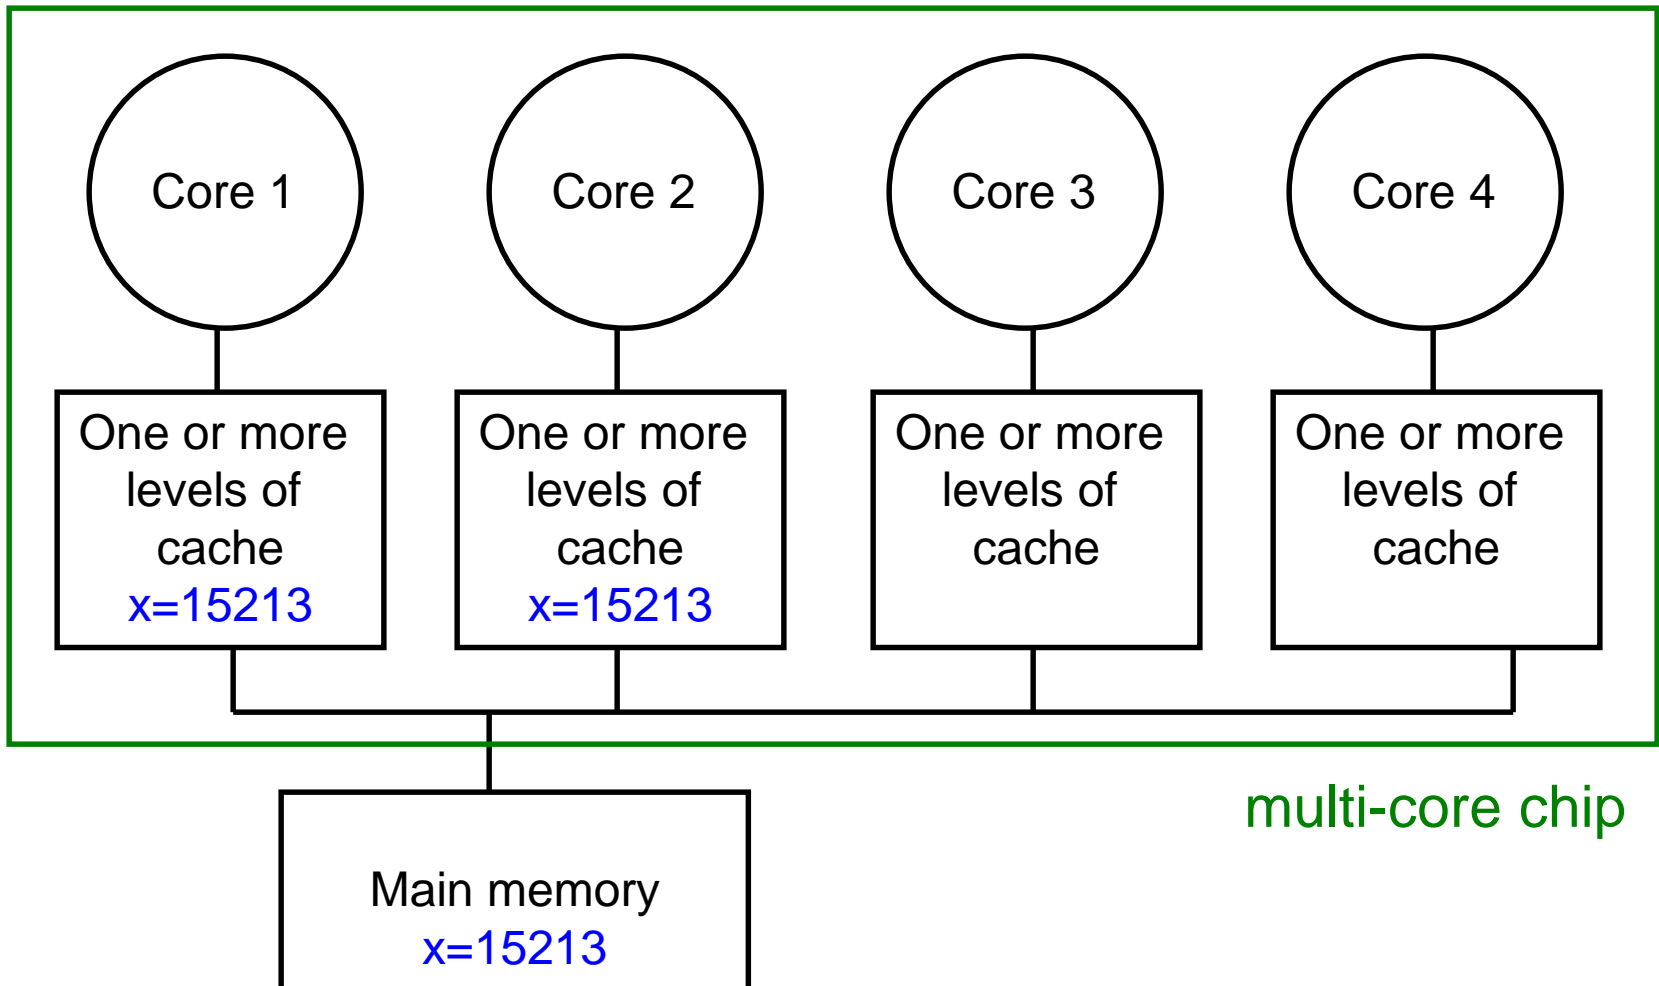 Core 1
Core 2
Core 3
Core 4
One or more
levels of
cache
x=15213
One or more
levels of
cache
x=15213
One or more
levels of
cache
One or more
levels of
cache
multi-core chip
Main memory
x=15213